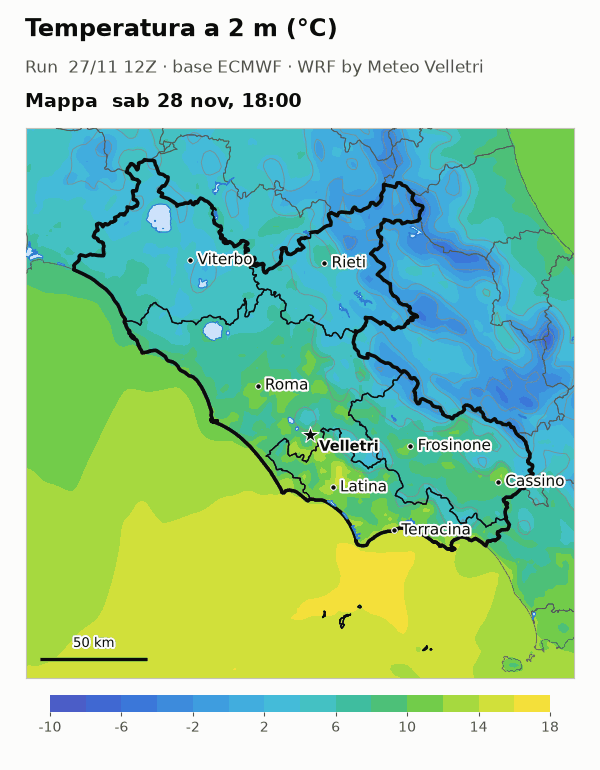 Temperatura a 2 m (°C)
Run  27/11 12Z · base ECMWF · WRF by Meteo Velletri
Mappa  sab 28 nov, 18:00
Viterbo
Rieti
Roma
Velletri
Frosinone
Cassino
Latina
Terracina
50 km
-10 -6 -2 2 6 10 14 18